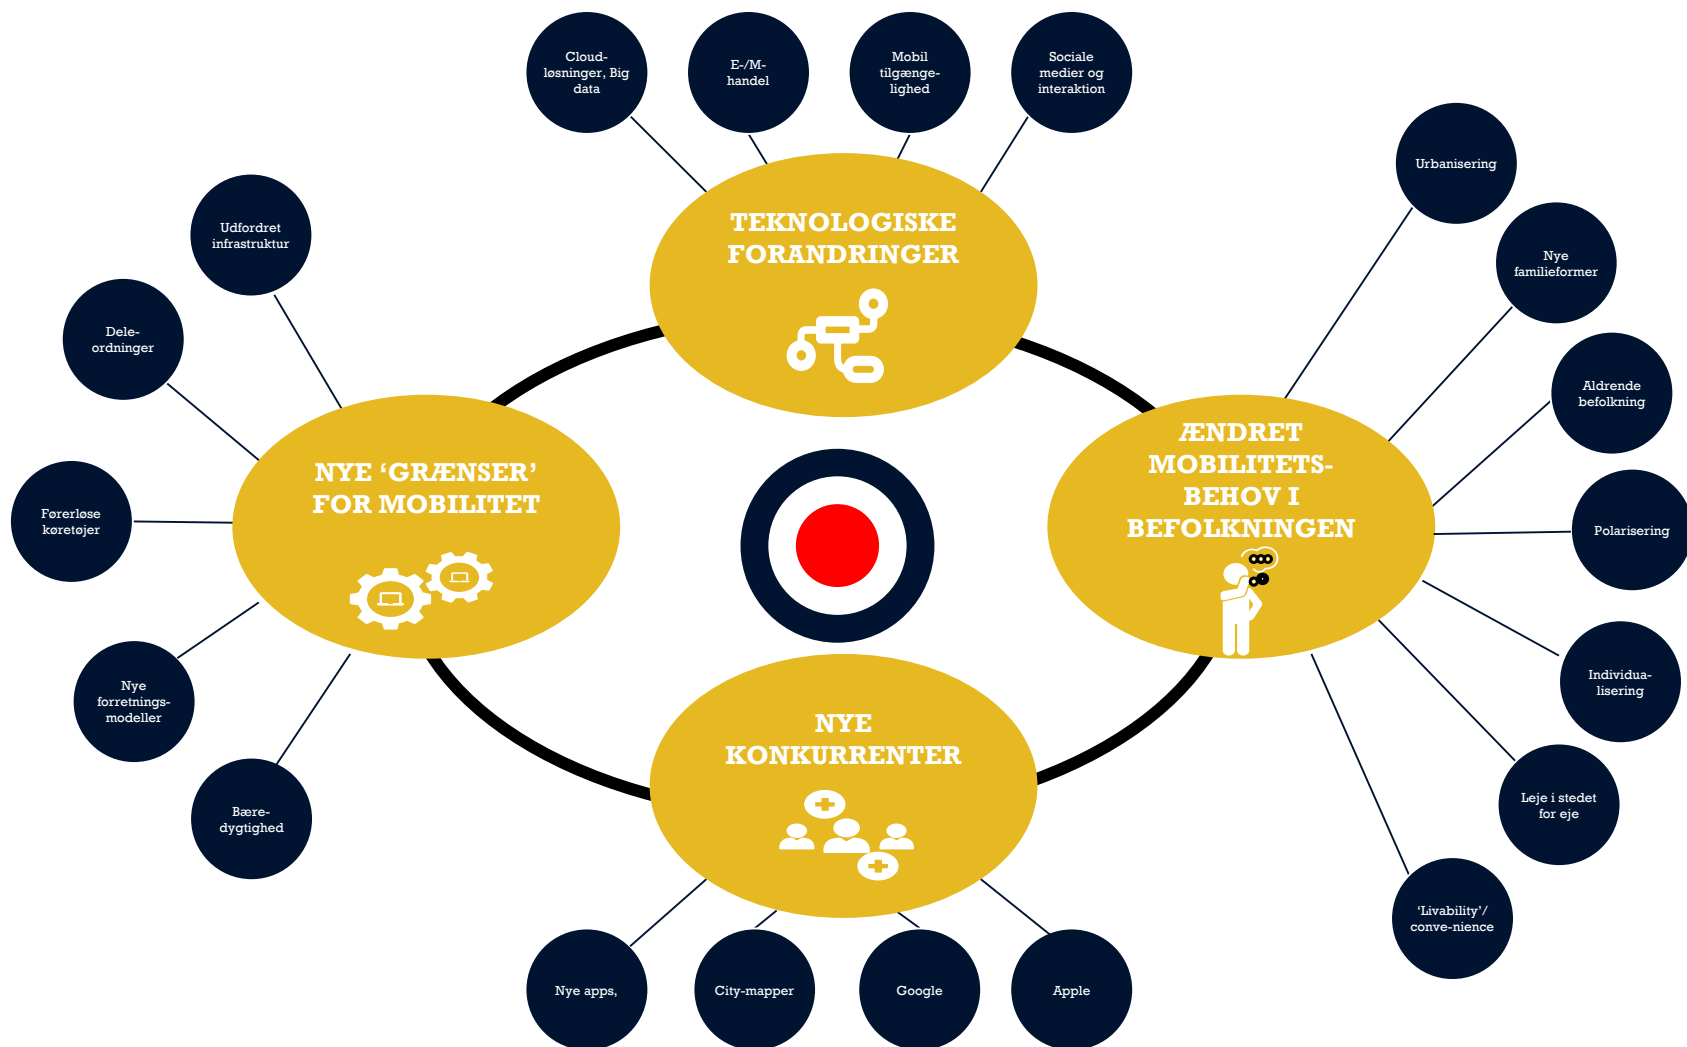 Cloud-
løsninger, Big
data
E-/M-
handel
Mobil
tilgænge-
lighed
Sociale
medier og
interaktion
TEKNOLOGISKE
FORANDRINGER
Urbanisering
Nye
familieformer
Aldrende
befolkning
Polarisering
Individua-
lisering
Leje i stedet
for eje
‘Livability’/
conve-nience
ÆNDRET
MOBILITETS-
BEHOV I
BEFOLKNINGEN
Udfordret
infrastruktur
Dele-
ordninger
Førerløse
køretøjer
Nye
forretnings-
modeller
Bære-
dygtighed
NYE ‘GRÆNSER’
FOR MOBILITET
NYE
KONKURRENTER
Nye apps,
City-mapper
Google
Apple